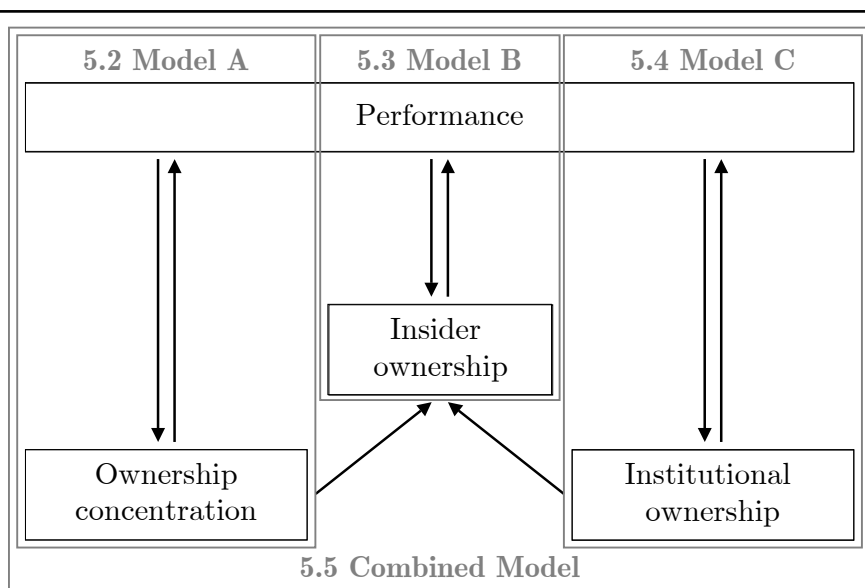 5.2 Model A
5.3 Model B
5.4 Model C
Performance
Insider
ownership
Ownership
concentration
Institutional
ownership
5.5 Combined Model